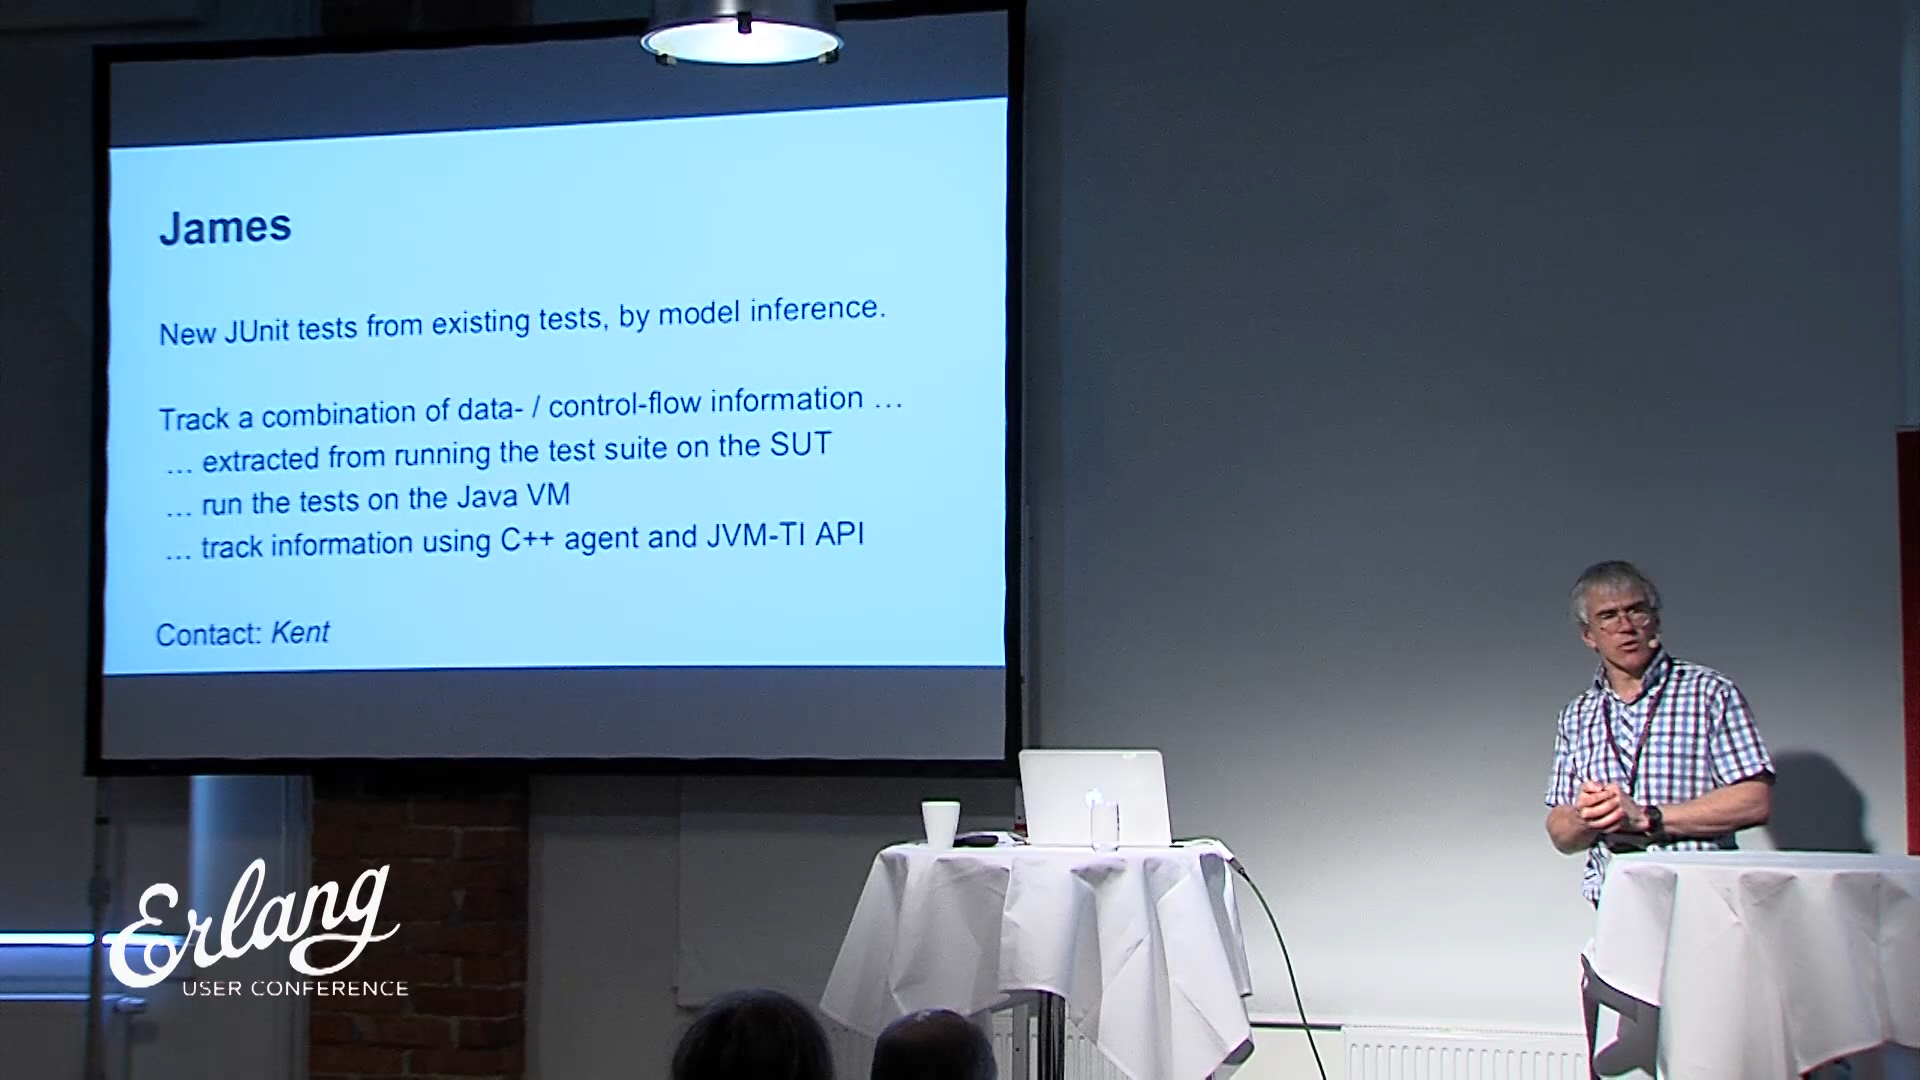 James
New JUnit tests from existing tests, by model inference.
Track a combination of data- / control-flow information …
… extracted from running the test suite on the SUT
… run the tests on the Java VM
… track information using C++ agent and JVM-TI API
Contact: Kent
Erlang
USER CONFERENCE